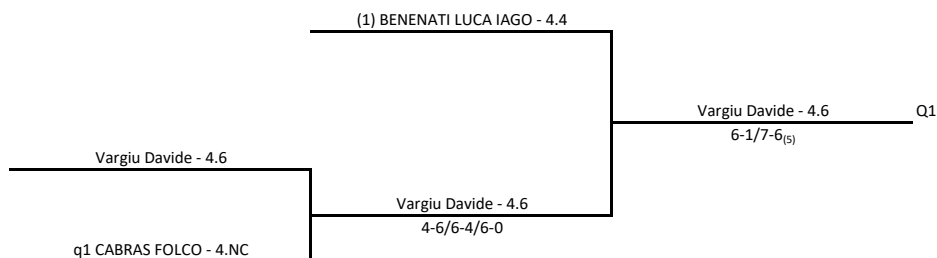 (1) BENENATI LUCA IAGO - 4.4
Vargiu Davide - 4.6
Q1
6-1/7-6(5)
Vargiu Davide - 4.6
Vargiu Davide - 4.6
4-6/6-4/6-0
q1 CABRAS FOLCO - 4.NC